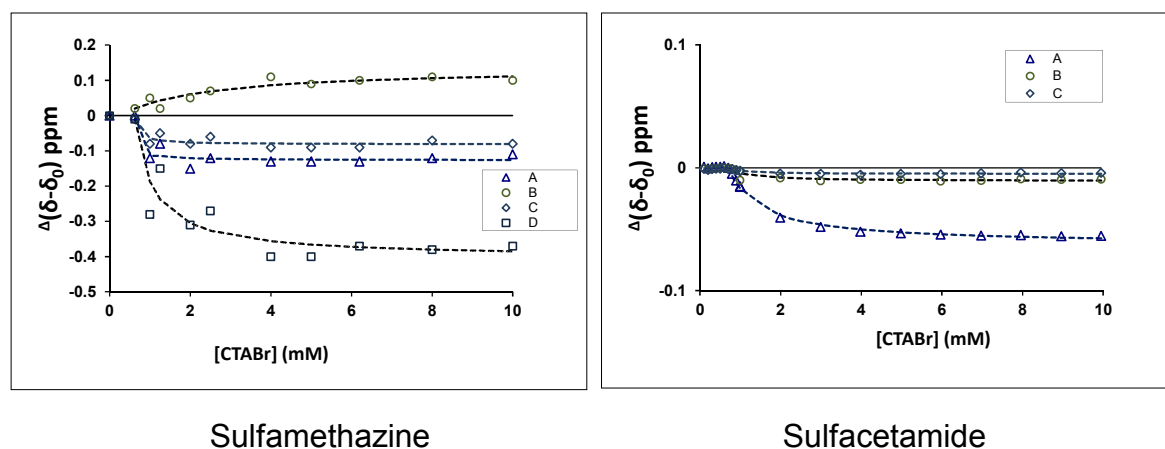 0.2
0.1
0
-0.1
-0.2
-0.3
-0.4
-0.5
Δ(δ-δ0) ppm
0 2 4 6 8 10
[CTABr] (mM)
A
B
C
D
Sulfamethazine
0.1
0
-0.1
Δ(δ-δ0) ppm
0 2 4 6 8 10
[CTABr] (mM)
A
B
C
Sulfacetamide